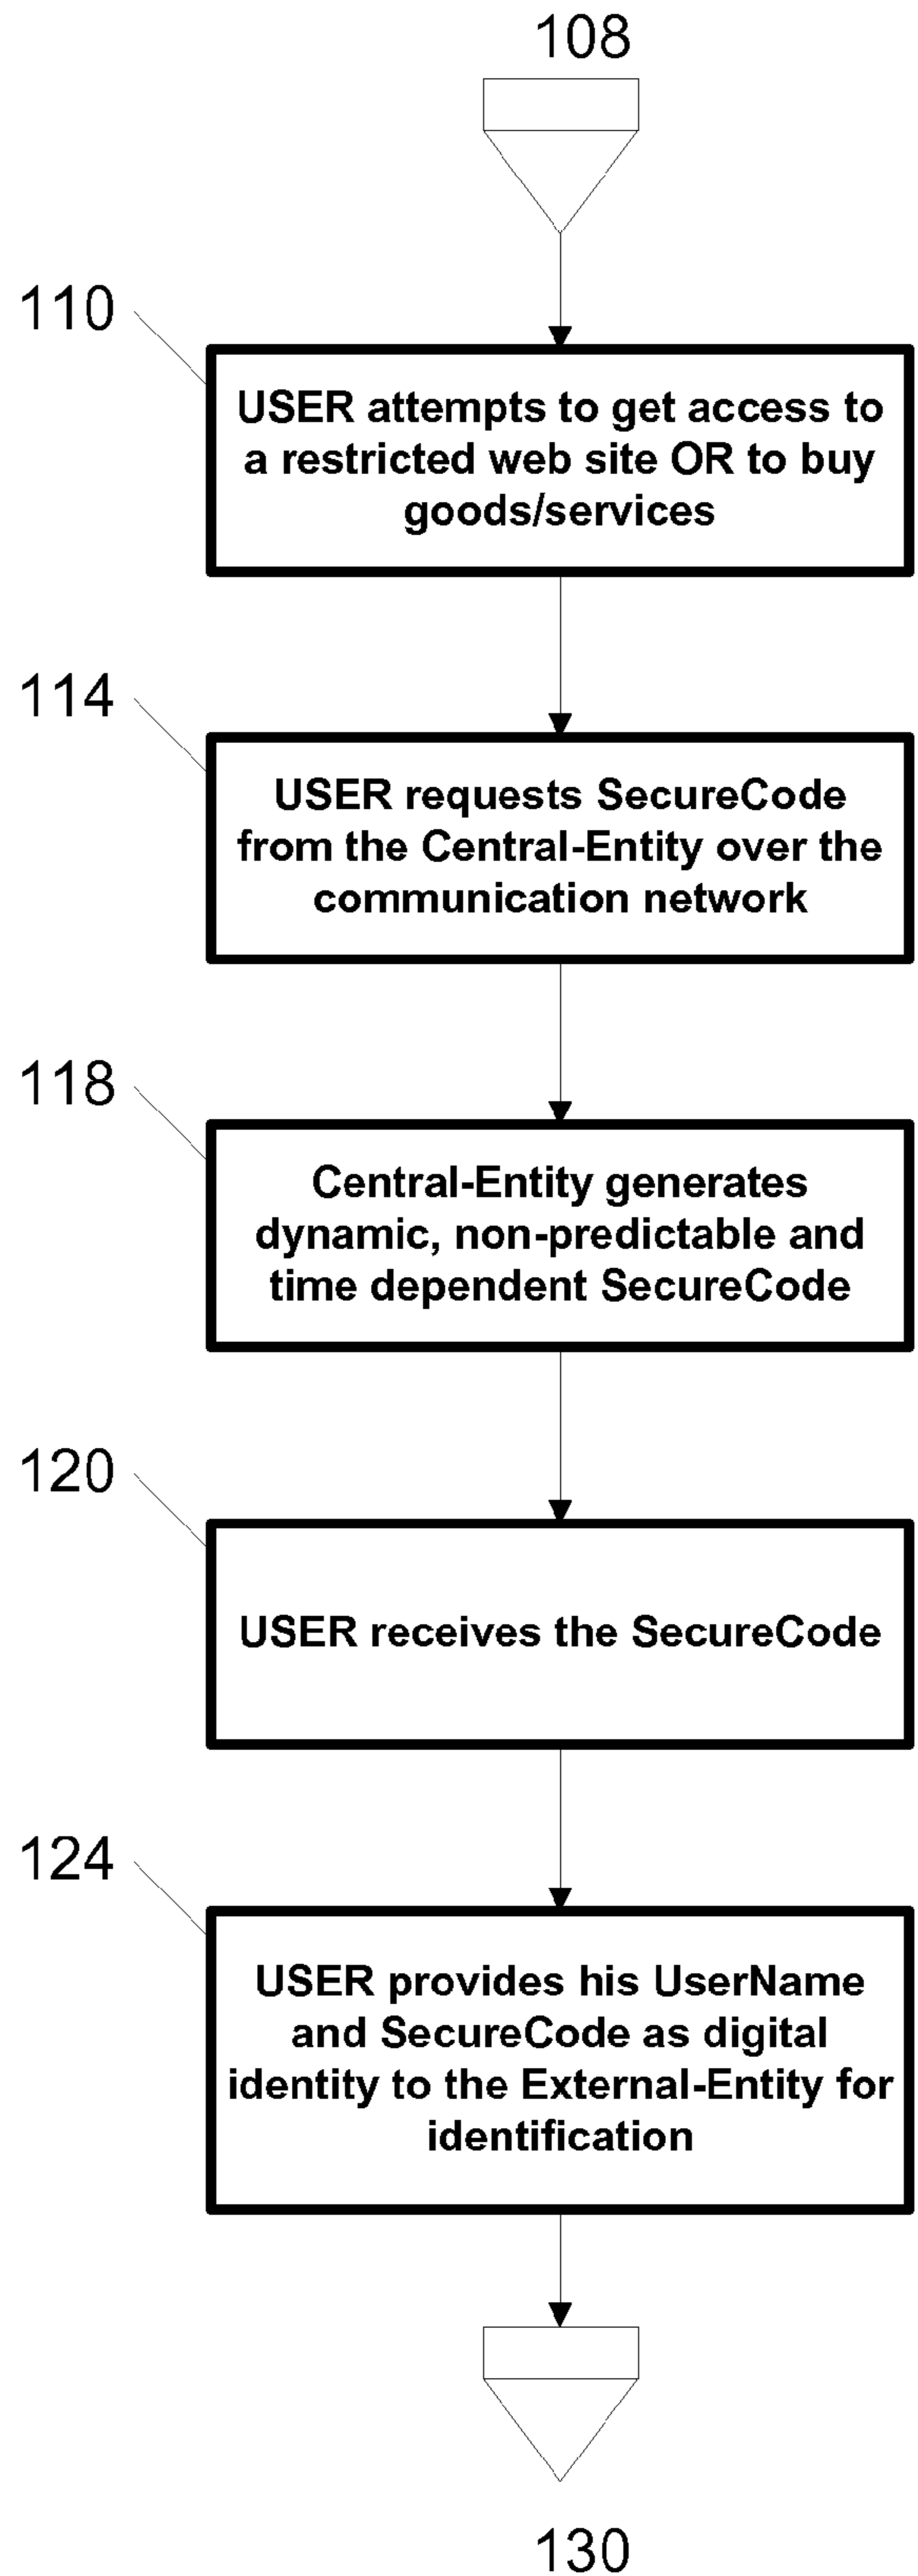 108
110
USER attempts to get access to
a restricted web site OR to buy
goods/services
114
USER requests SecureCode
from the Central-Entity over the
communication network
118
Central-Entity generates
dynamic, non-predictable and
time dependent SecureCode
120
USER receives the SecureCode
124
USER provides his UserName
and SecureCode as digital
identity to the External-Entity for
identification
130